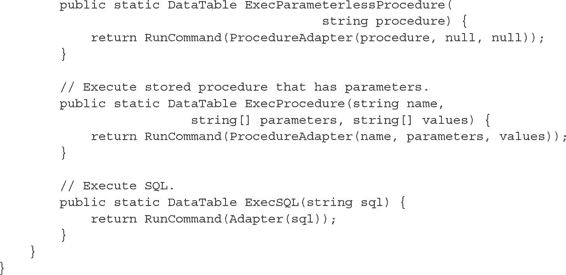 public static DataTable ExecParameterlessProcedure(
string procedure) {
return RunCommand(ProcedureAdapter(procedure, null, null));
}
// Execute stored procedure that has parameters.
public static DataTable ExecProcedure(string name,
string[] parameters, string[] values) {
return RunCommand(ProcedureAdapter(name, parameters, values));
}
// Execute SQL.
public static DataTable ExecSQL(string sql) {
return RunCommand(Adapter(sql));
}
}
}